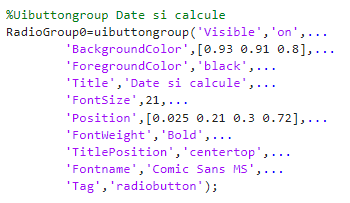 %Uibuttongroup Date si calcule
RadioGroup0=uibuttongroup('Visible','on',...
'BackgroundColor',[0.93 0.91 0.8],...
'ForegroundColor','black',...
'Title','Date si calcule',...
'FontSize',21,...
'Position',[0.025 0.21 0.3 0.72],...
'FontWeight','Bold',...
'TitlePosition','centertop',...
'Fontname','Comic Sans MS',...
'Tag','radiobutton');